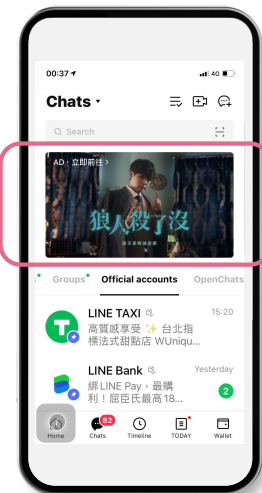 00:37
4G
Chats
Search
AD · 立即前往 >
狼人殺了沒
Groups
Official accounts
OpenChats
LINE TAXI
15:20
高質感享受 ✨ 台北指
標法式甜點店 WUniqu...
LINE Bank
Yesterday
綁 LINE Pay，最購
利！屈臣氏最高 18...
2
82
Home
Chats
Timeline
TODAY
Wallet